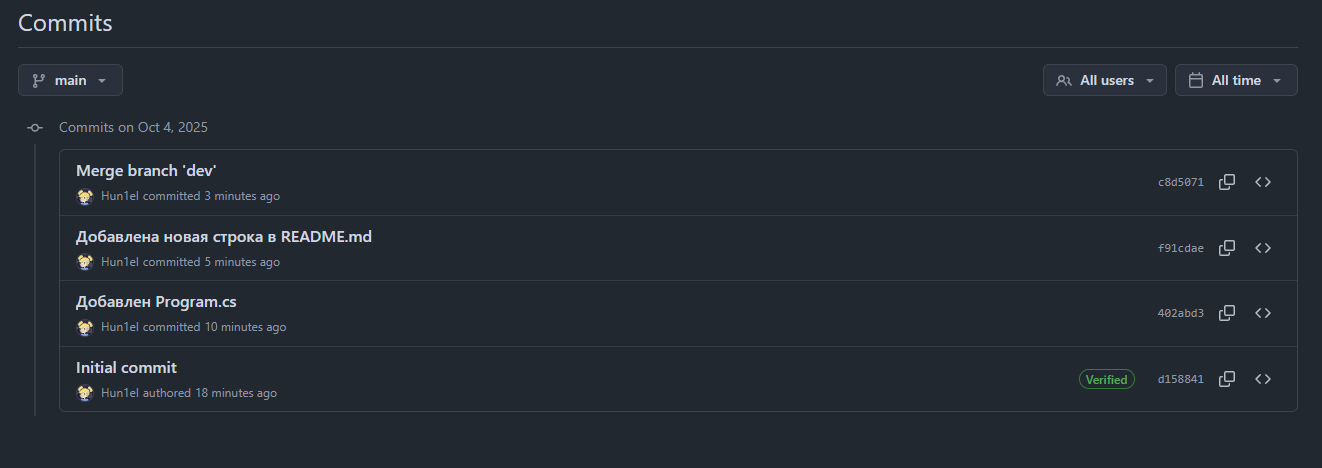 Commits
main
All users
All time
Commits on Oct 4, 2025
Merge branch 'dev'
Hun1el committed 3 minutes ago
c8d5071
Добавлена новая строка в README.md
Hun1el committed 5 minutes ago
f91cdae
Добавлен Program.cs
Hun1el committed 10 minutes ago
402abd3
Initial commit
Hun1el authored 18 minutes ago
Verified
d158841